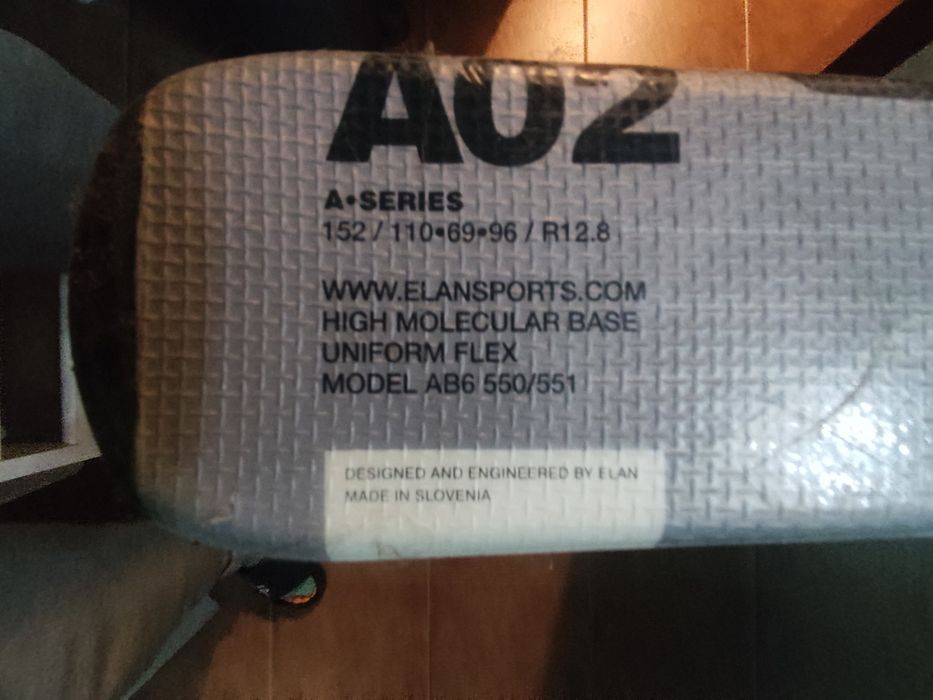 A02
A•SERIES
152 / 110•69•96 / R12.8
WWW.ELANSPORTS.COM
HIGH MOLECULAR BASE
UNIFORM FLEX
MODEL AB6 550/551
DESIGNED AND ENGINEERED BY ELAN
MADE IN SLOVENIA